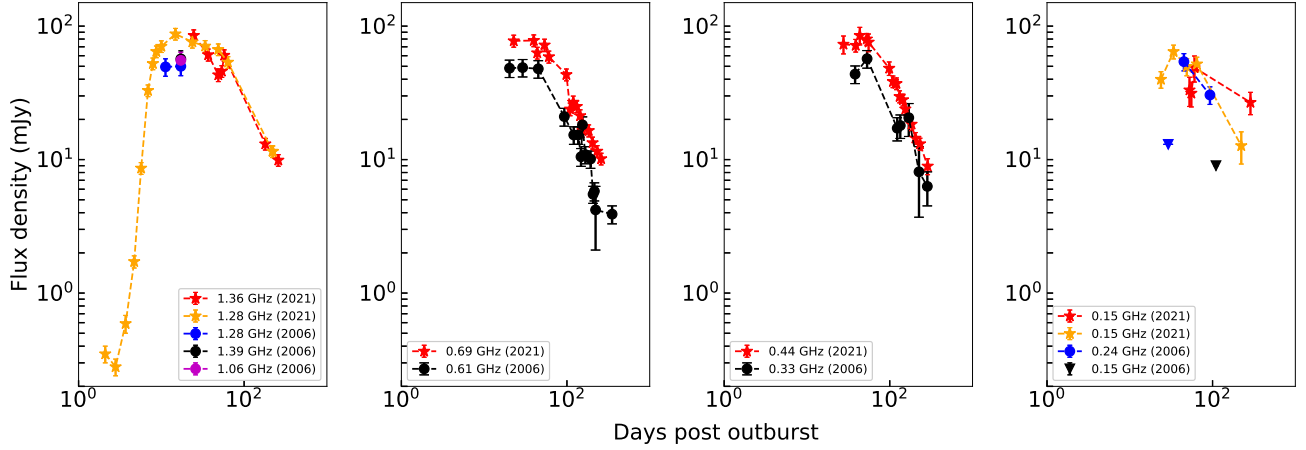 Flux density (mJy)
10² 10¹ 10⁰
10⁰ 10²
1.36 GHz (2021)
1.28 GHz (2021)
1.28 GHz (2006)
1.39 GHz (2006)
1.06 GHz (2006)
10² 10¹ 10⁰
10⁰ 10²
0.69 GHz (2021)
0.61 GHz (2006)
10² 10¹ 10⁰
10⁰ 10²
0.44 GHz (2021)
0.33 GHz (2006)
10² 10¹ 10⁰
10⁰ 10²
0.15 GHz (2021)
0.15 GHz (2021)
0.24 GHz (2006)
0.15 GHz (2006)
Days post outburst